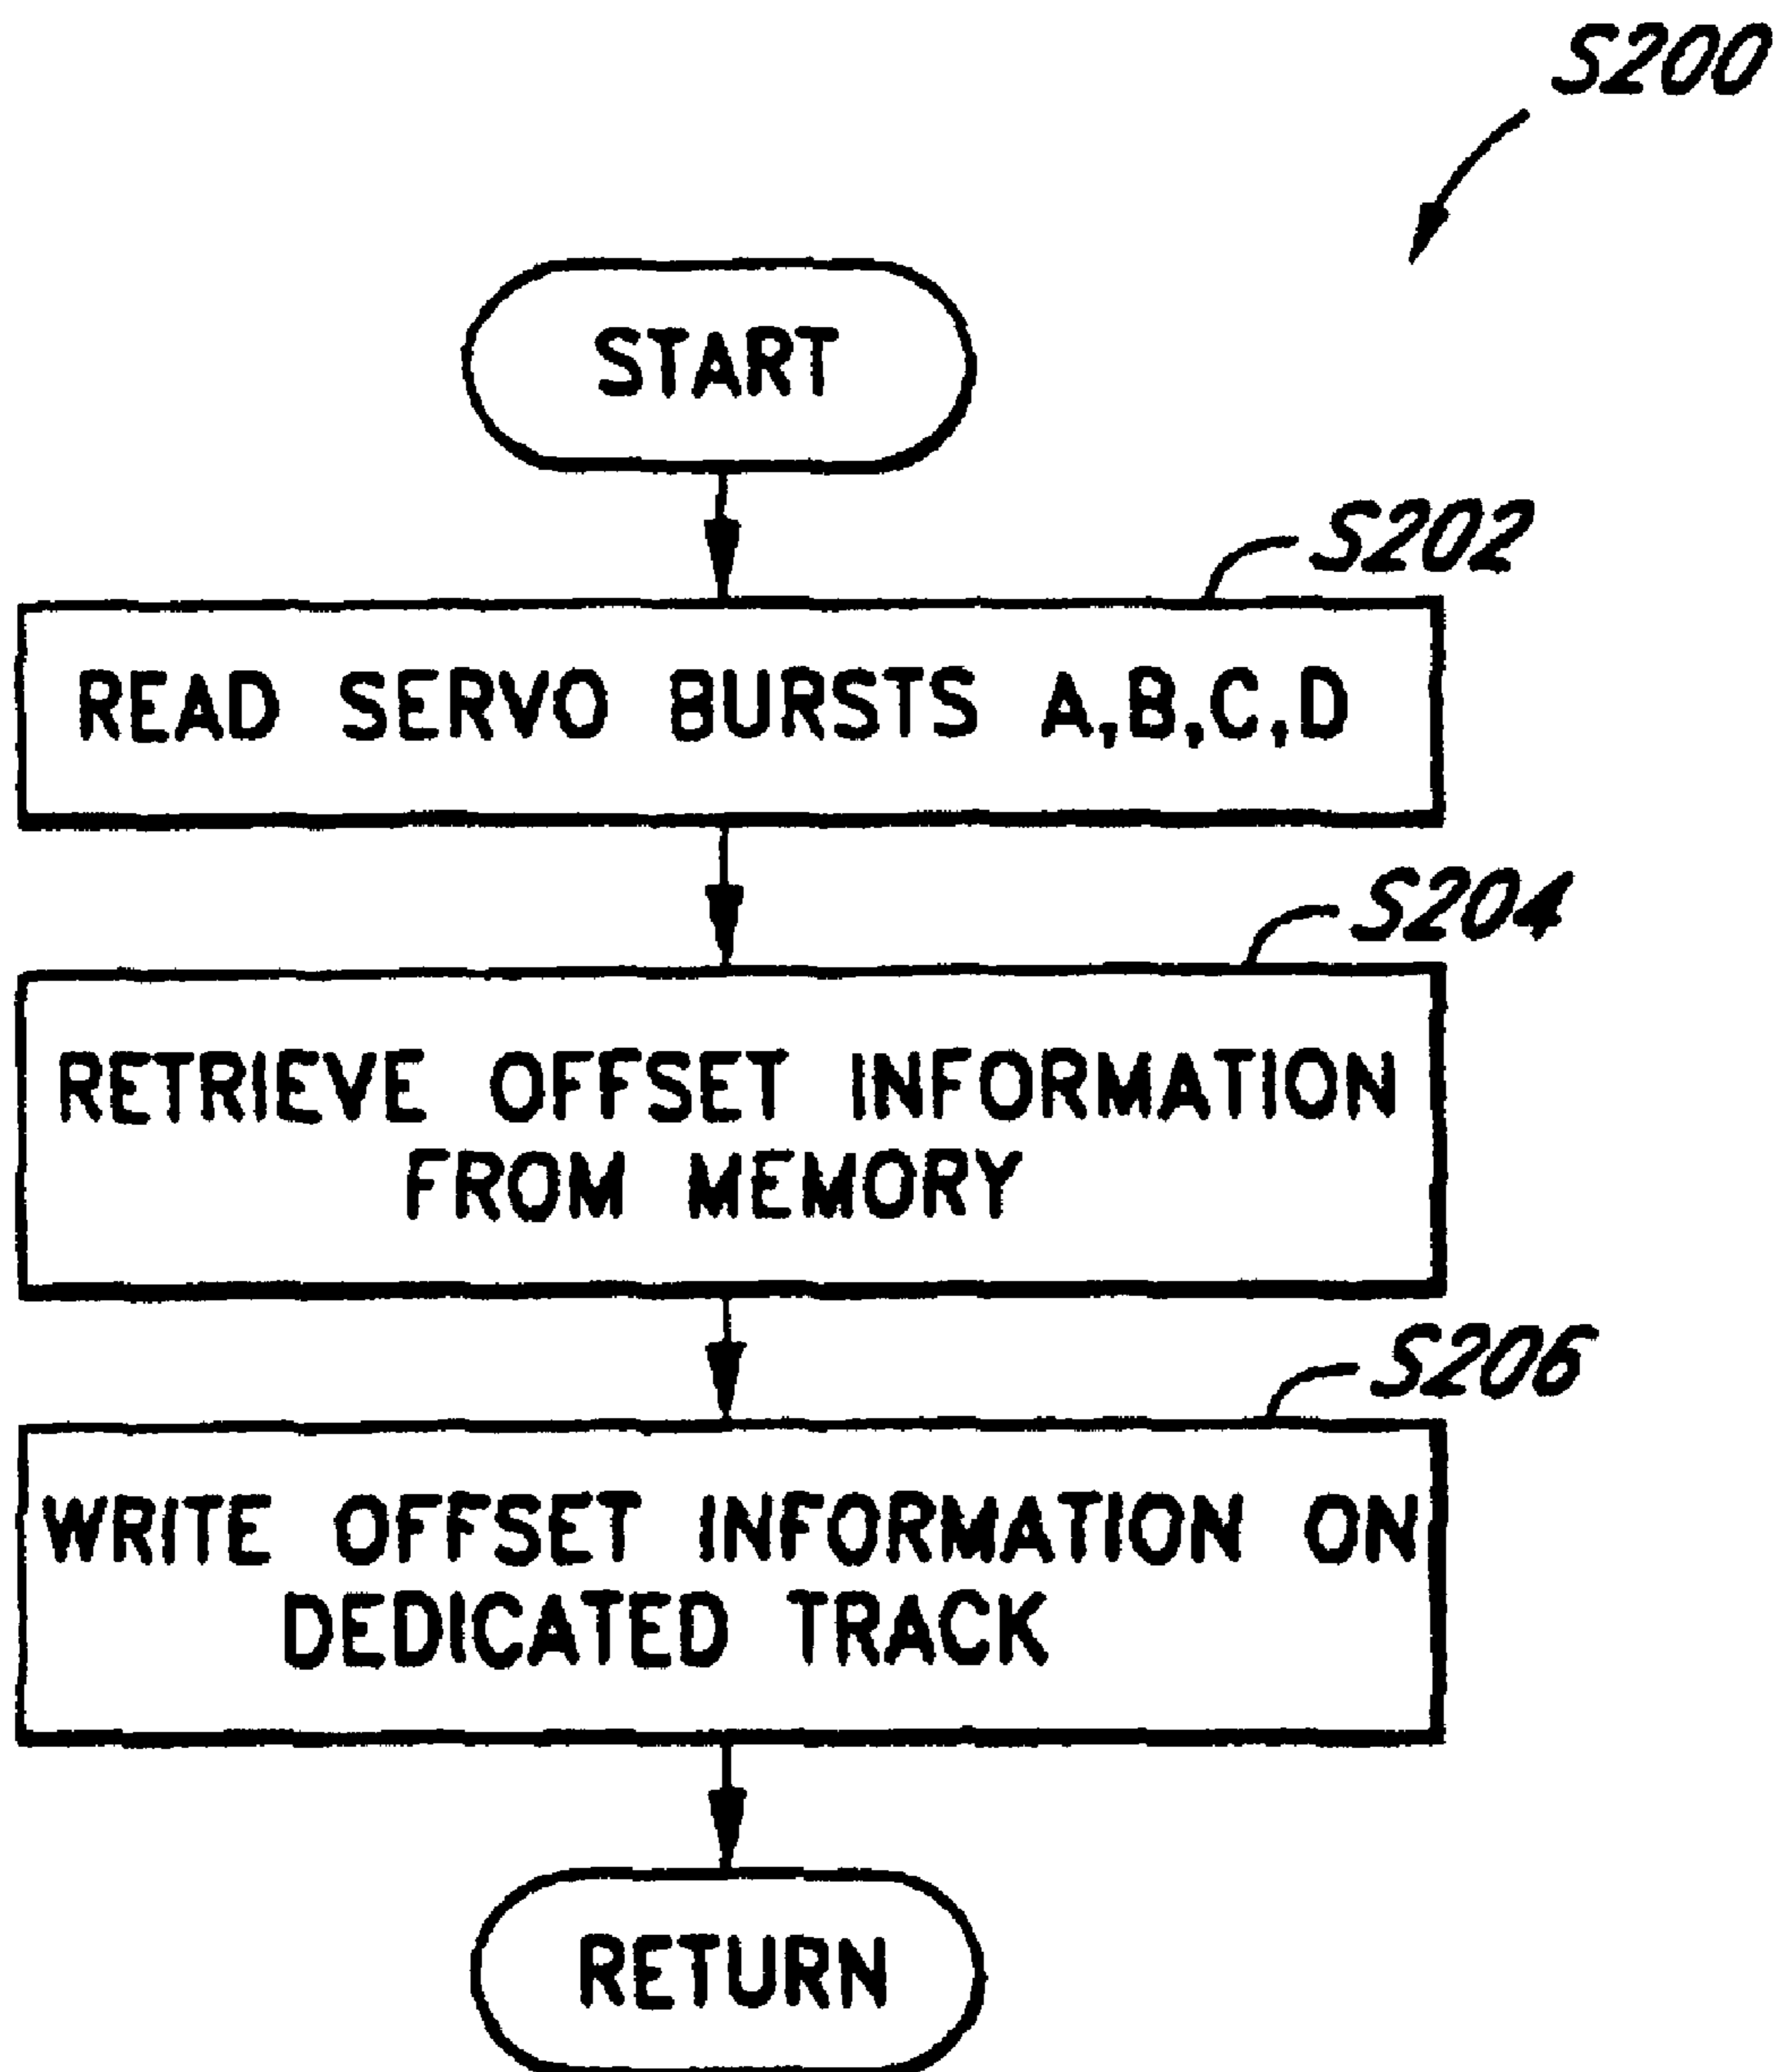 S200
START
S202
READ SERVO BURSTS A,B,C,D
S204
RETRIEVE OFFSET INFORMATION
FROM MEMORY
S206
WRITE OFFSET INFORMATION ON
DEDICATED TRACK
RETURN